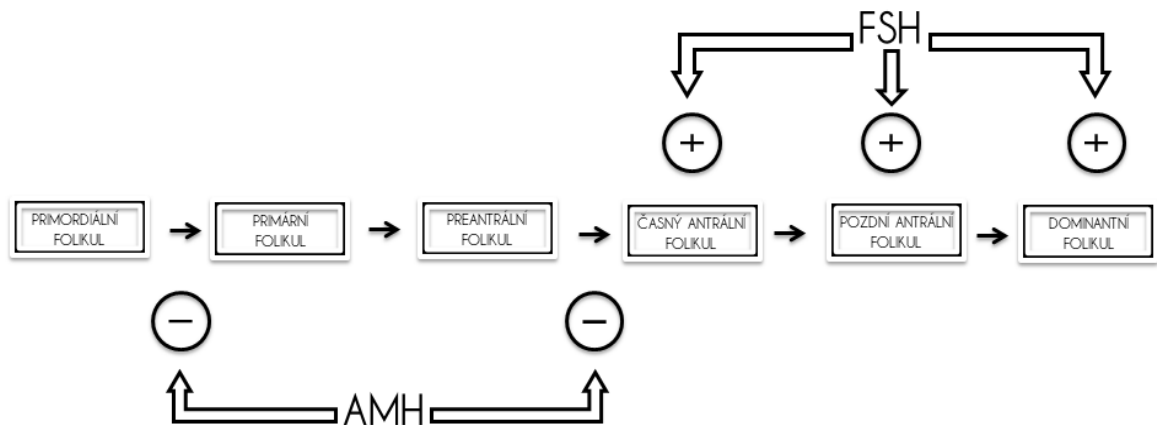 FSH
+
+
+
PRIMORDIÁLNÍ
FOLIKUL
PRIMÁRNÍ
FOLIKUL
PREANTRÁLNÍ
FOLIKUL
ČASNÝ ANTRÁLNÍ
FOLIKUL
POZDNÍ ANTRÁLNÍ
FOLIKUL
DOMINANTNÍ
FOLIKUL
−
−
AMH